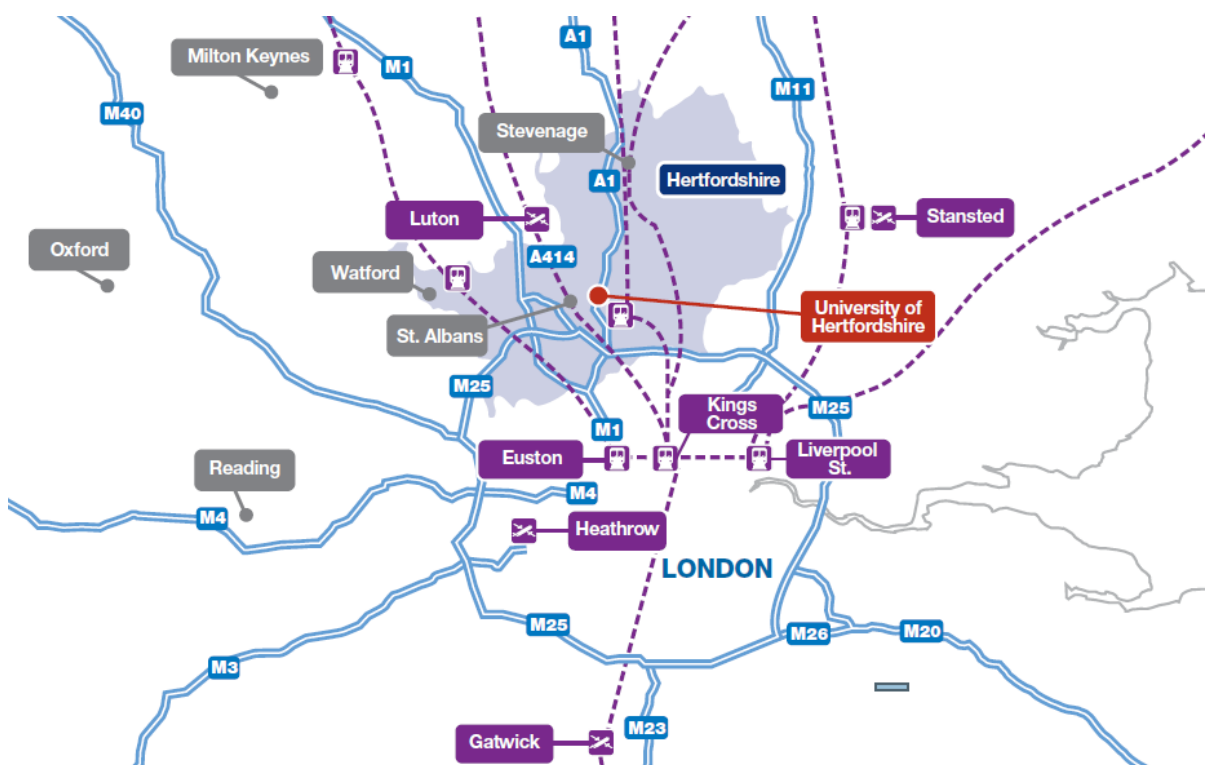 A1
Milton Keynes
M1
M11
M40
Stevenage
Hertfordshire
A1
Luton
Stansted
Oxford
A414
Watford
University of
Hertfordshire
St. Albans
M25
Kings
Cross
M25
M1
Euston
Liverpool
St.
Reading
M4
M4
Heathrow
LONDON
M25
M26
M20
M3
M23
Gatwick